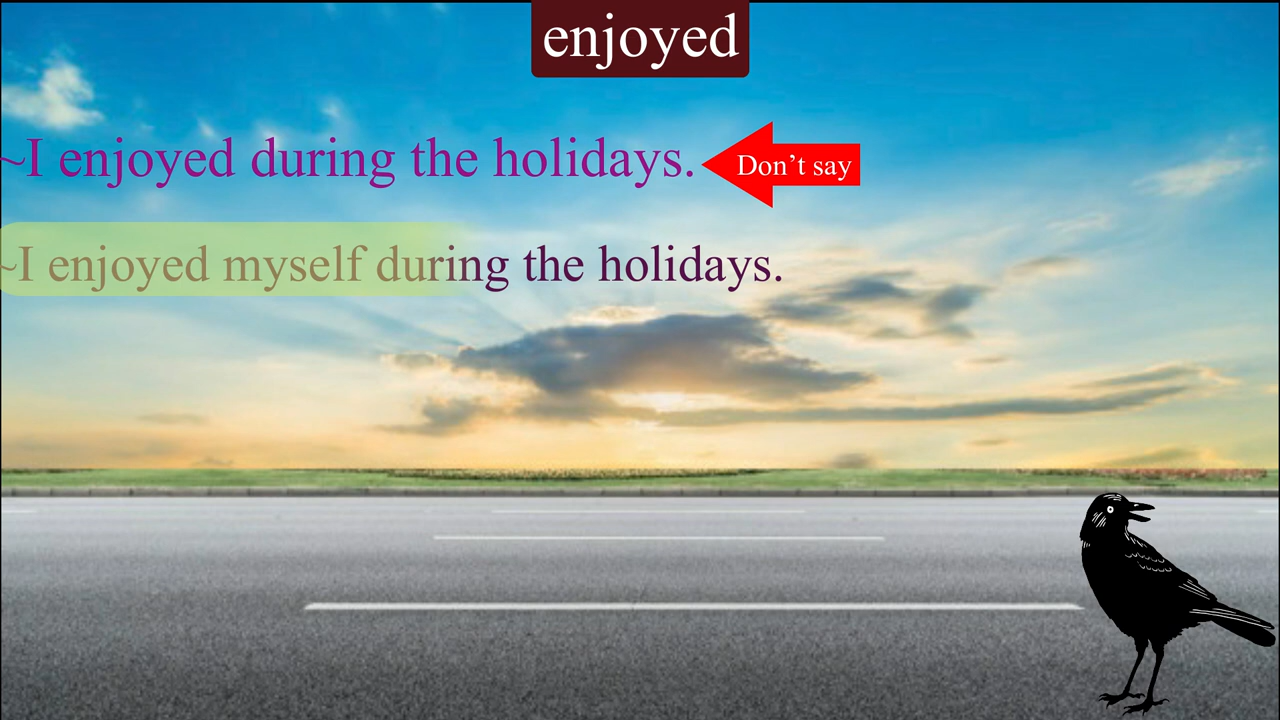 enjoyed
~I enjoyed during the holidays.
Don’t say
~I enjoyed myself during the holidays.